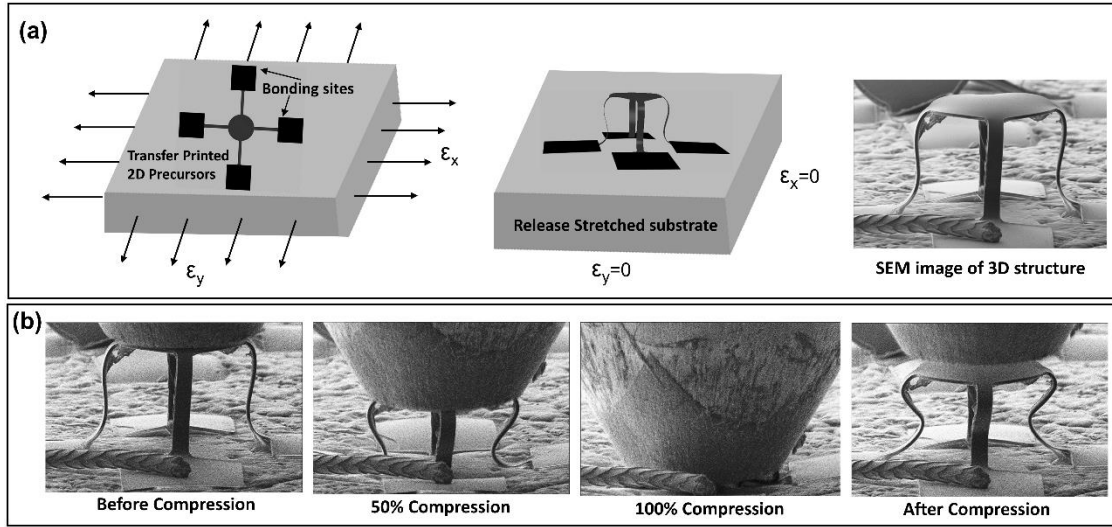 (a)
Bonding sites
Transfer Printed
2D Precursors
εx
εy
Release Stretched substrate
εx=0
εy=0
SEM image of 3D structure
(b)
Before Compression
50% Compression
100% Compression
After Compression